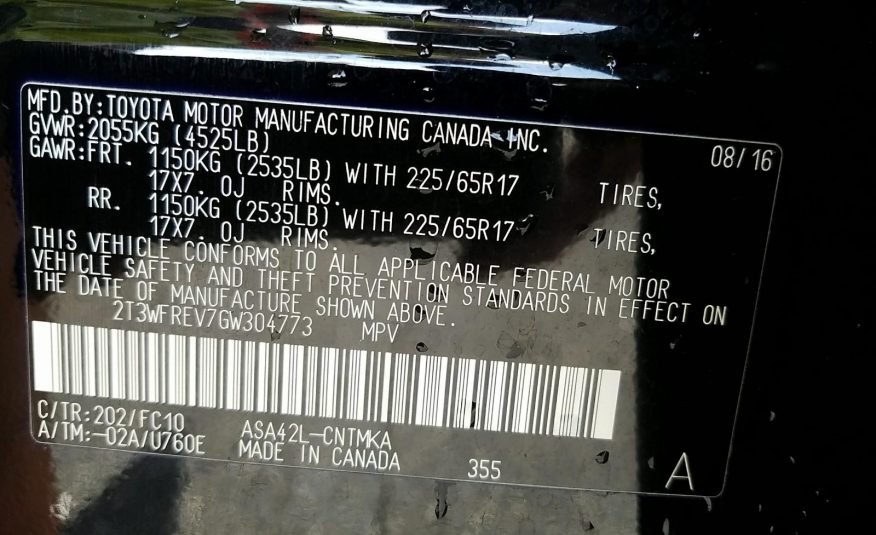 MFD.BY:TOYOTA MOTOR MANUFACTURING CANADA INC.
08/16
GVWR:2055KG (4525LB)
GAWR:FRT. 1150KG (2535LB) WITH 225/65R17 TIRES,
17X7.0J RIMS.
RR. 1150KG (2535LB) WITH 225/65R17 TIRES,
17X7.0J RIMS.
THIS VEHICLE CONFORMS TO ALL APPLICABLE FEDERAL MOTOR
VEHICLE SAFETY AND THEFT PREVENTION STANDARDS IN EFFECT ON
THE DATE OF MANUFACTURE SHOWN ABOVE.
2T3WFREV7GW304773 MPV
C/TR:202/FC10
A/TM:-02A/U760E
ASA42L-CNTMKA
MADE IN CANADA 355 A